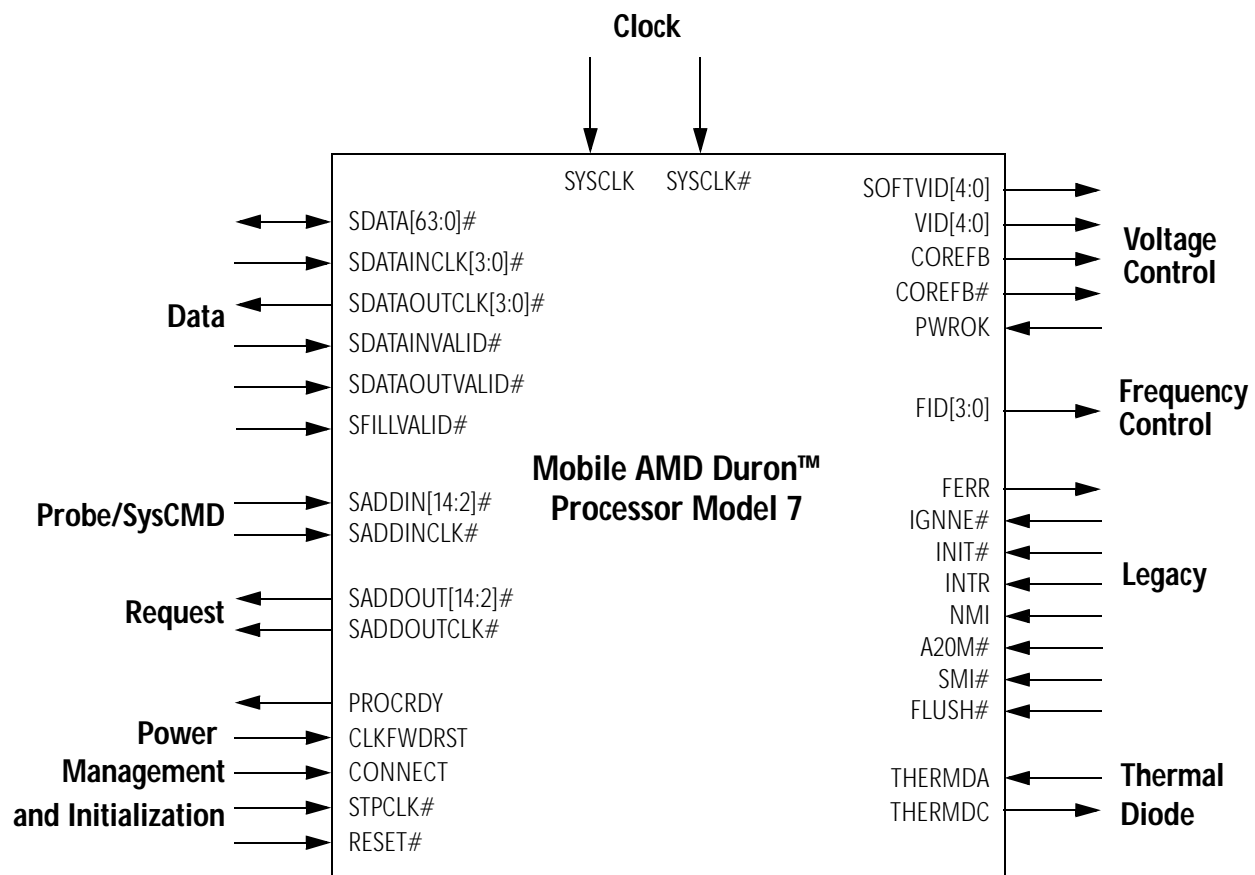 Clock
SYSCLK SYSCLK#
Data
SDATA[63:0]#
SDATAINCLK[3:0]#
SDATAOUTCLK[3:0]#
SDATAINVALID#
SDATAOUTVALID#
SFILLVALID#
Probe/SysCMD
SADDIN[14:2]#
SADDINCLK#
Request
SADDOUT[14:2]#
SADDOUTCLK#
Power
Management
and Initialization
PROCRDY
CLKFWDRST
CONNECT
STPCLK#
RESET#
Mobile AMD Duron™
Processor Model 7
SOFTVID[4:0]
VID[4:0]
COREFB
COREFB#
PWROK
Voltage
Control
FID[3:0]
Frequency
Control
FERR
IGNNE#
INIT#
INTR
NMI
A20M#
SMI#
FLUSH#
Legacy
THERMDA
THERMDC
Thermal
Diode